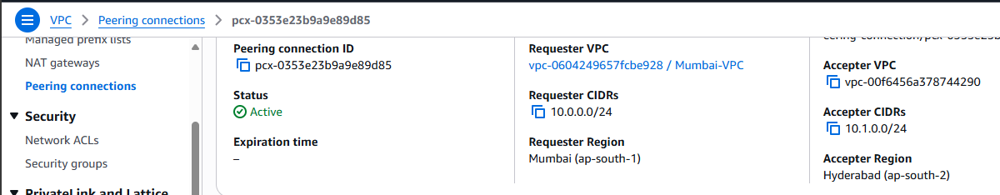 VPC > Peering connections > pcx-0353e23b9a9e89d85
Managed prefix lists
NAT gateways
Peering connections
Security
Network ACLs
Security groups
PrivateLink and Lattice
Peering connection ID
pcx-0353e23b9a9e89d85
Status
Active
Expiration time
–
Requester VPC
vpc-0604249657fcbe928 / Mumbai-VPC
Requester CIDRs
10.0.0.0/24
Requester Region
Mumbai (ap-south-1)
Accepter VPC
vpc-00f6456a378744290
Accepter CIDRs
10.1.0.0/24
Accepter Region
Hyderabad (ap-south-2)